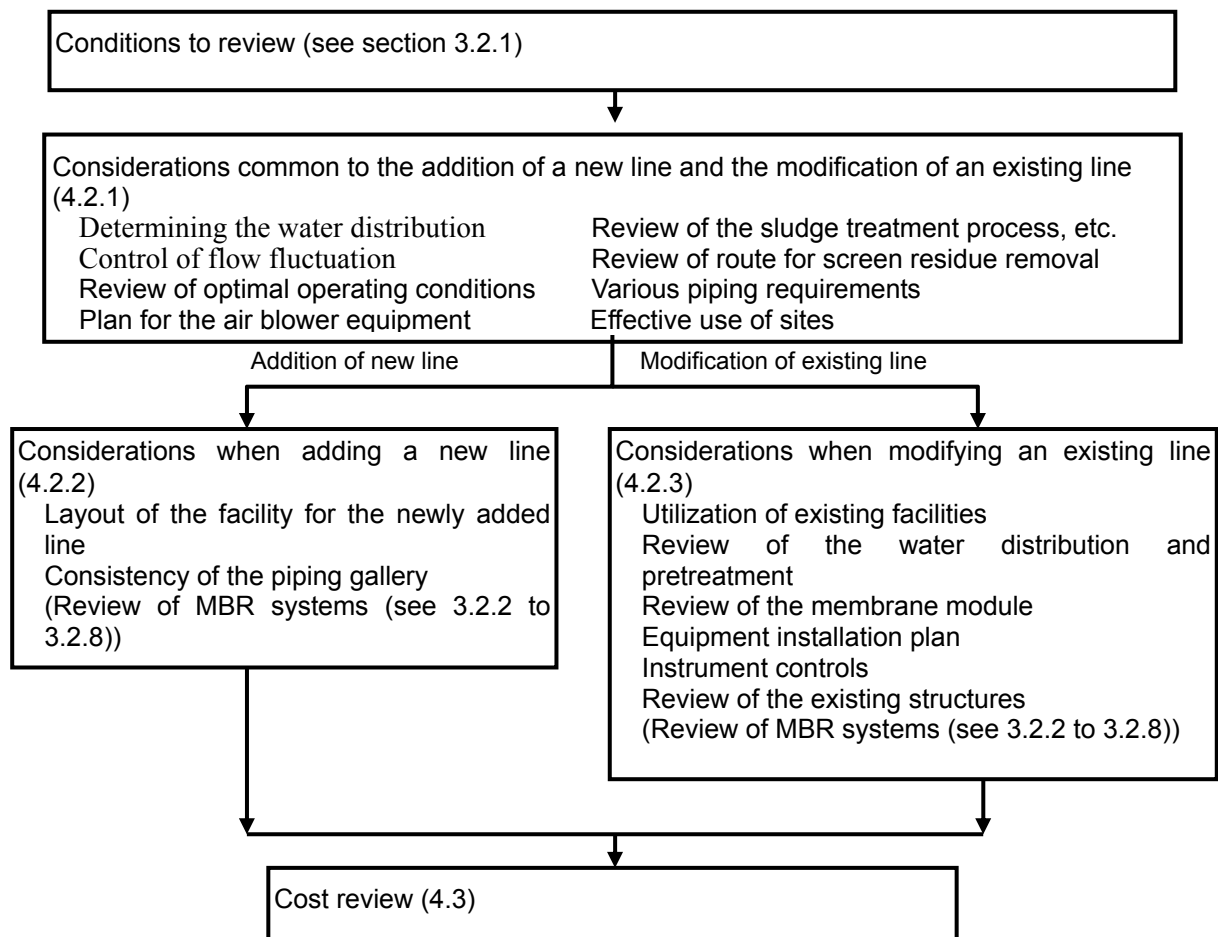 Conditions to review (see section 3.2.1)
Considerations common to the addition of a new line and the modification of an existing line
(4.2.1)
Determining the water distribution
Control of flow fluctuation
Review of optimal operating conditions
Plan for the air blower equipment
Review of the sludge treatment process, etc.
Review of route for screen residue removal
Various piping requirements
Effective use of sites
Addition of new line
Modification of existing line
Considerations when adding a new line
(4.2.2)
Layout of the facility for the newly added
line
Consistency of the piping gallery
(Review of MBR systems (see 3.2.2 to
3.2.8))
Considerations when modifying an existing line
(4.2.3)
Utilization of existing facilities
Review of the water distribution and
pretreatment
Review of the membrane module
Equipment installation plan
Instrument controls
Review of the existing structures
(Review of MBR systems (see 3.2.2 to 3.2.8))
Cost review (4.3)